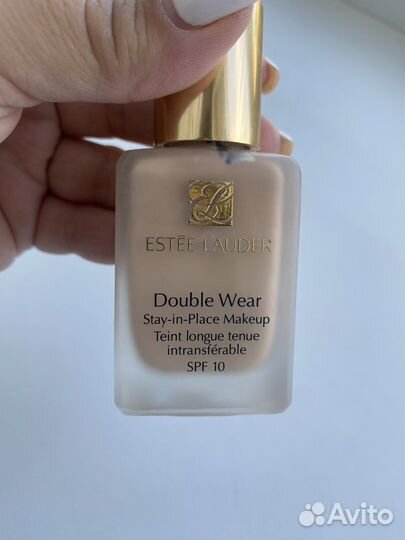 ESTĒE LAUDER
Double Wear
Stay-in-Place Makeup
Teint longue tenue
intransférable
SPF 10
Avito